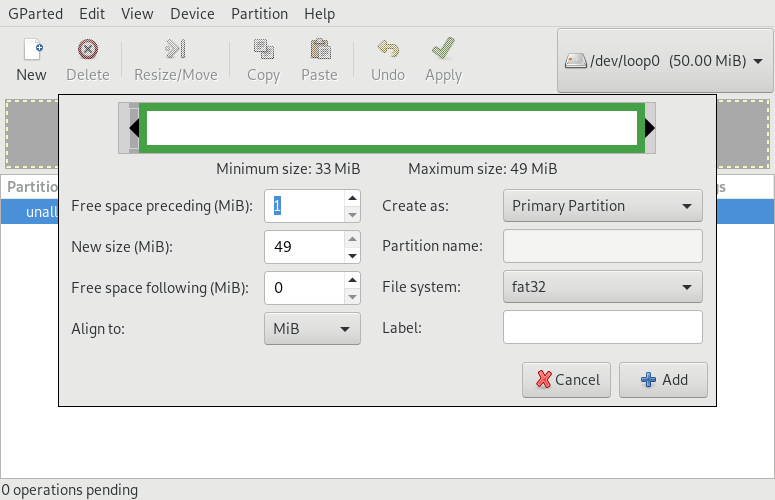 GParted Edit View Device Partition Help
New Delete Resize/Move Copy Paste Undo Apply /dev/loop0 (50.00 MiB)
Minimum size: 33 MiB Maximum size: 49 MiB
Free space preceding (MiB): 1 Create as: Primary Partition
New size (MiB): 49 Partition name:
Free space following (MiB): 0 File system: fat32
Align to: MiB Label:
Cancel Add
0 operations pending